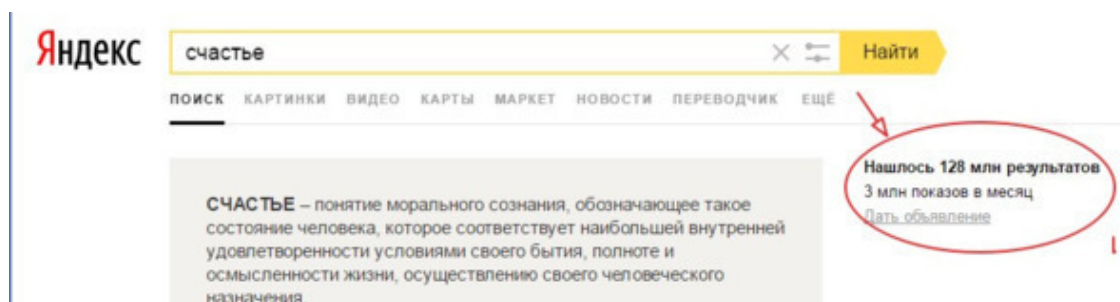 Яндекс
счастье
Найти
ПОИСК КАРТИНКИ ВИДЕО КАРТЫ МАРКЕТ НОВОСТИ ПЕРЕВОДЧИК ЕЩЁ
Нашлось 128 млн результатов
3 млн показов в месяц
Дать объявление
СЧАСТЬЕ – понятие морального сознания, обозначающее такое
состояние человека, которое соответствует наибольшей внутренней
удовлетворенности условиями своего бытия, полноте и
осмысленности жизни, осуществлению своего человеческого
назначения